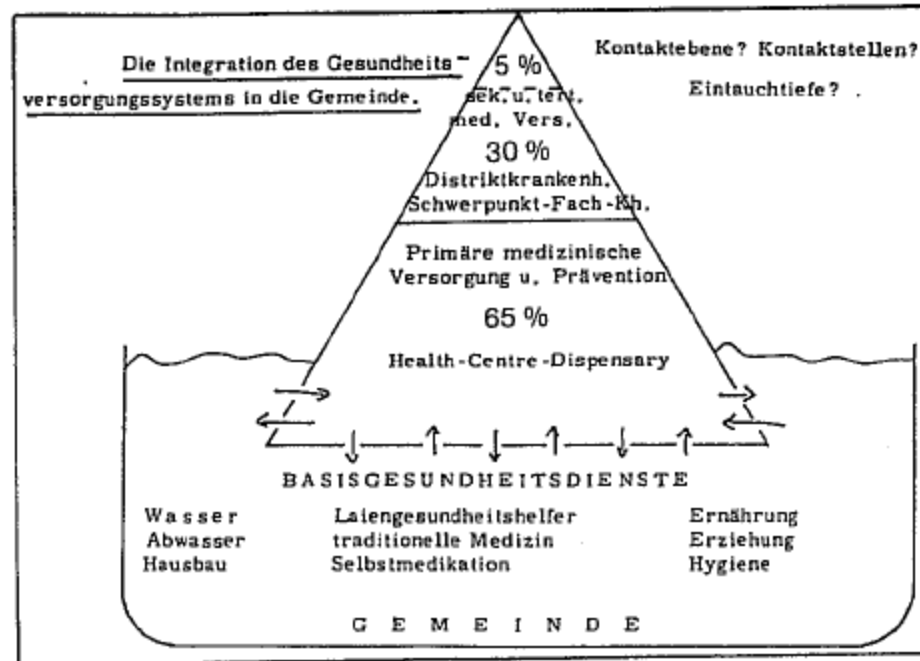 Die Integration des Gesundheits-
versorgungssystems in die Gemeinde.
Kontaktebene? Kontaktstellen?
Eintauchtiefe?
5 %
sek. u. tert.
med. Vers.
30 %
Distriktkrankenh.
Schwerpunkt-Fach-Kh.
Primäre medizinische
Versorgung u. Prävention
65 %
Health-Centre-Dispensary
BASISGESUNDHEITSDIENSTE
Wasser
Abwasser
Hausbau
Laiengesundheitshelfer
traditionelle Medizin
Selbstmedikation
Ernährung
Erziehung
Hygiene
GEMEINDE